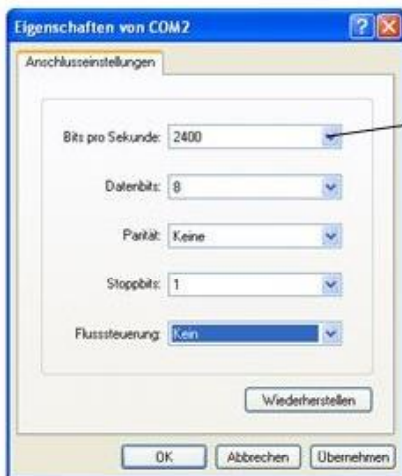 Eigenschaften von COM2
Anschlusseinstellungen
Bits pro Sekunde: 2400
Datenbits: 8
Parität: Keine
Stoppbits: 1
Flusssteuerung: Kein
Wiederherstellen
OK Abbrechen Übernehmen